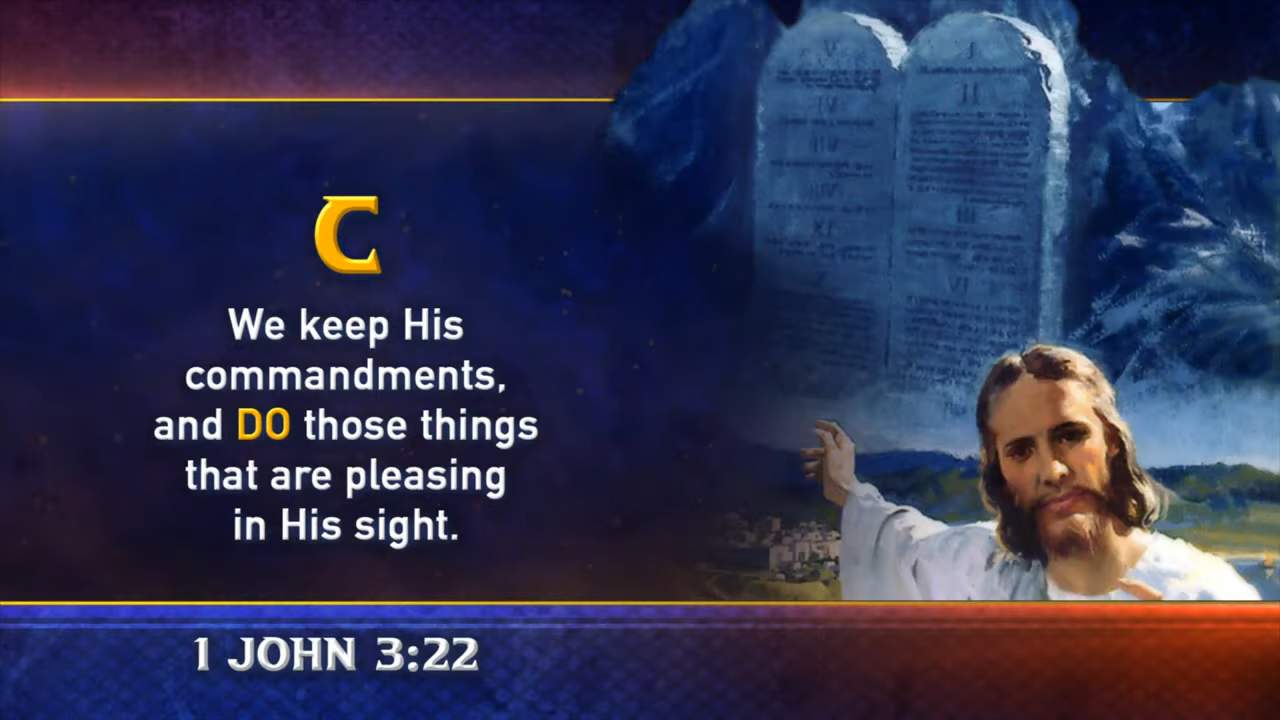 C
We keep His
commandments,
and DO those things
that are pleasing
in His sight.
1 JOHN 3:22